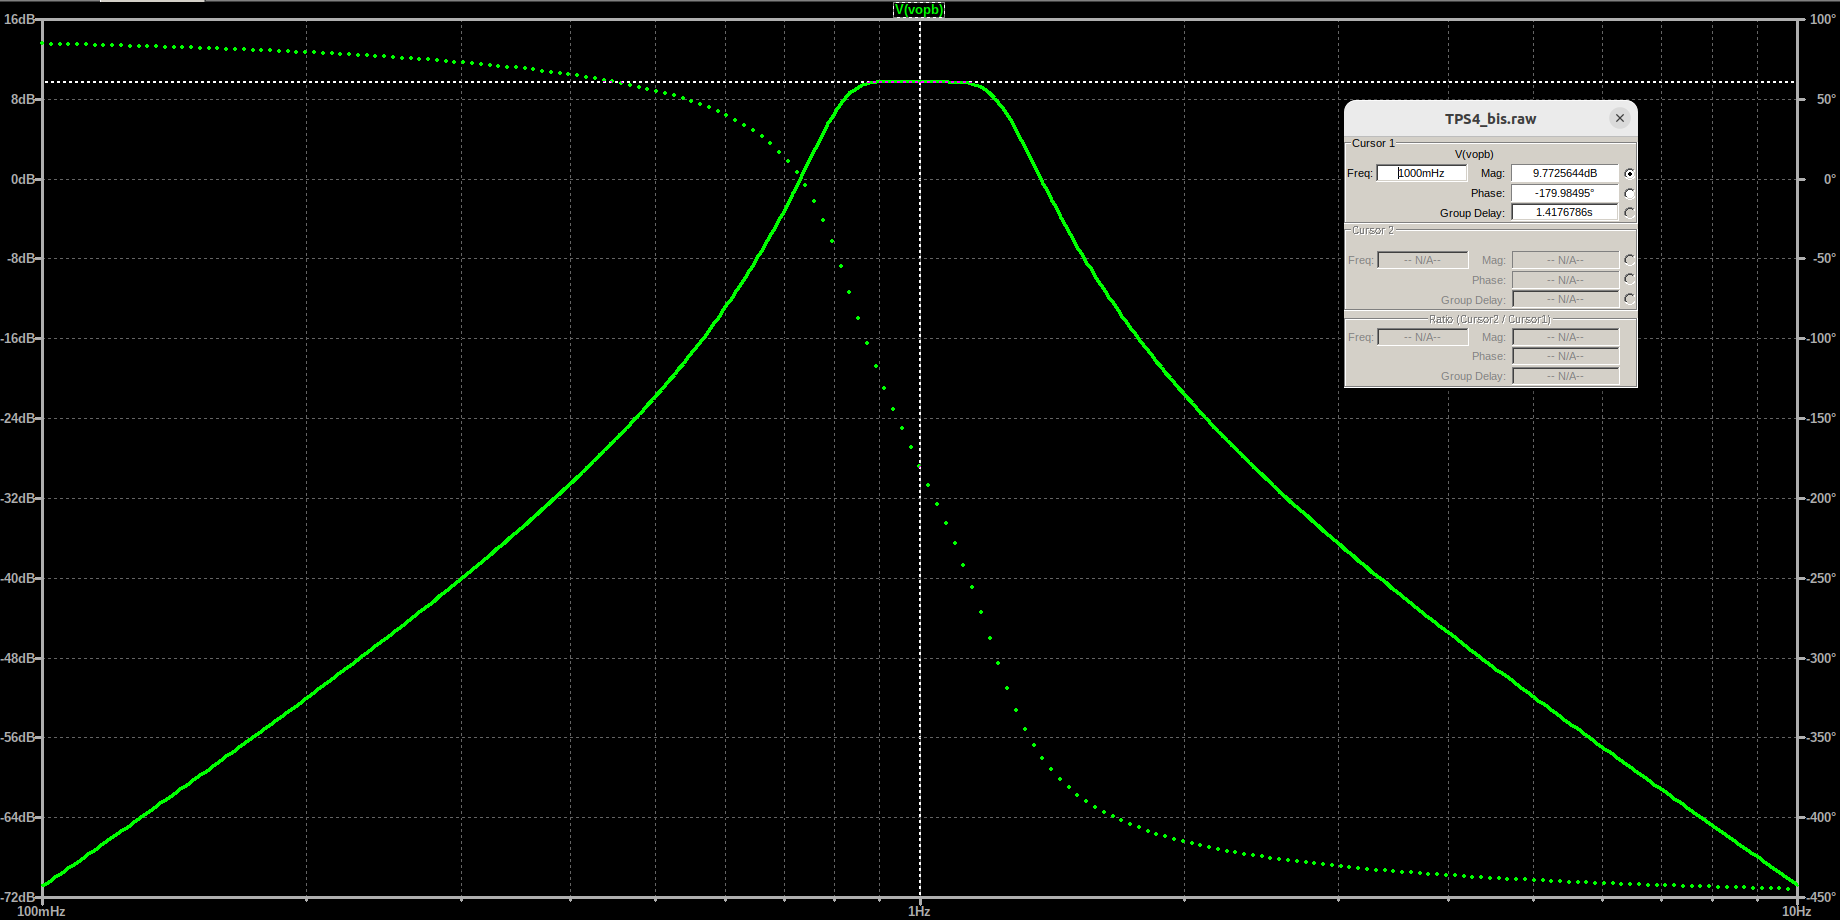 V(vopb)
16dB
8dB
0dB
-8dB
-16dB
-24dB
-32dB
-40dB
-48dB
-56dB
-64dB
-72dB
100°
50°
0°
-50°
-100°
-150°
-200°
-250°
-300°
-350°
-400°
-450°
100mHz
1Hz
10Hz
TPS4_bis.raw
Cursor 1
V(vopb)
Freq: 1000mHz Mag: 9.7725644dB
Phase: -179.98495°
Group Delay: 1.4176786s
Cursor 2
Freq: -- N/A-- Mag: -- N/A--
Phase: -- N/A--
Group Delay: -- N/A--
Ratio (Cursor2 / Cursor1)
Freq: -- N/A-- Mag: -- N/A--
Phase: -- N/A--
Group Delay: -- N/A--